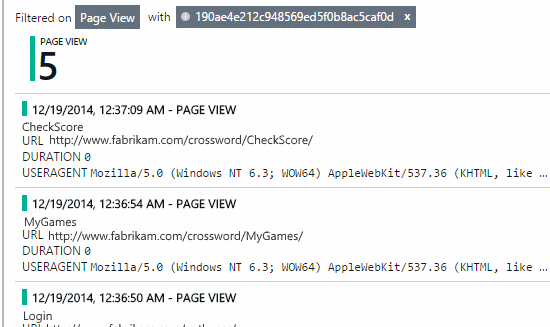 Filtered on Page View with 190ae4e212c948569ed5f0b8ac5caf0d x
PAGE VIEW
5
12/19/2014, 12:37:09 AM - PAGE VIEW
CheckScore
URL http://www.fabrikam.com/crossword/CheckScore/
DURATION 0
USERAGENT Mozilla/5.0 (Windows NT 6.3; WOW64) AppleWebKit/537.36 (KHTML, like ...
12/19/2014, 12:36:54 AM - PAGE VIEW
MyGames
URL http://www.fabrikam.com/crossword/MyGames/
DURATION 0
USERAGENT Mozilla/5.0 (Windows NT 6.3; WOW64) AppleWebKit/537.36 (KHTML, like ...
12/19/2014, 12:36:50 AM - PAGE VIEW
Login